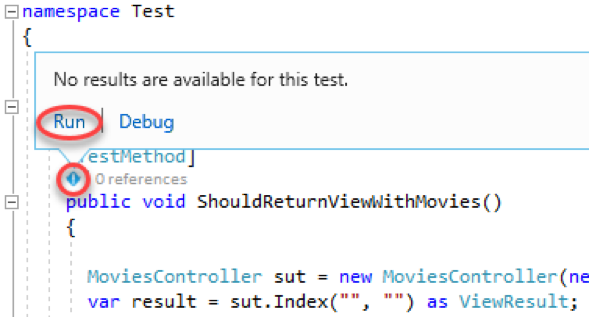 namespace Test
{
No results are available for this test.
Run | Debug
estMethod]
0 references
public void ShouldReturnViewWithMovies()
{
MoviesController sut = new MoviesController(ne
var result = sut.Index("", "") as ViewResult;